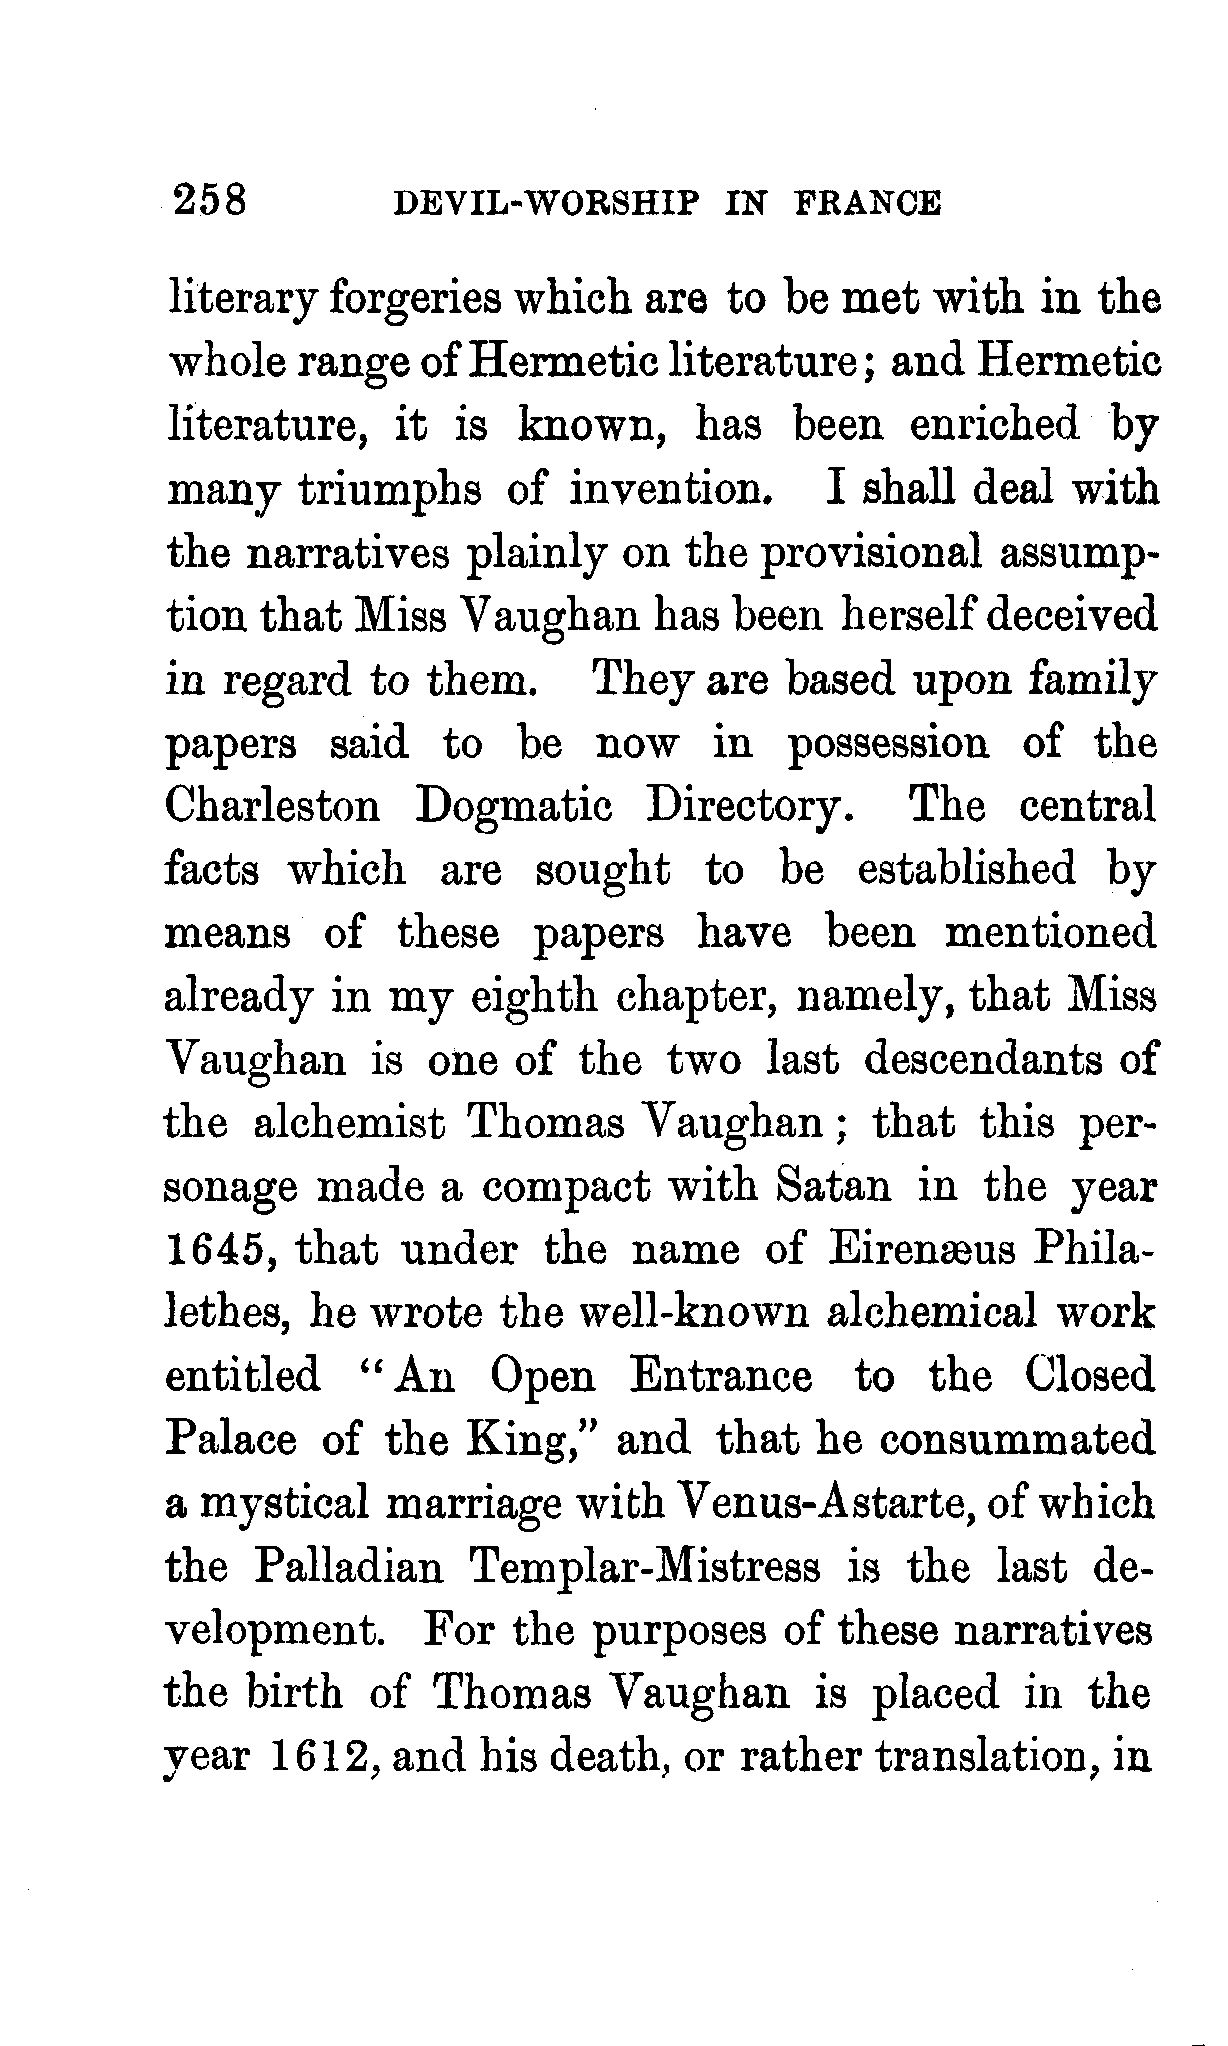 258 DEVIL-WORSHIP IN FRANCE
literary forgeries which are to be met with in the
whole range of Hermetic literature; and Hermetic
literature, it is known, has been enriched by
many triumphs of invention. I shall deal with
the narratives plainly on the provisional assump-
tion that Miss Vaughan has been herself deceived
in regard to them. They are based upon family
papers said to be now in possession of the
Charleston Dogmatic Directory. The central
facts which are sought to be established by
means of these papers have been mentioned
already in my eighth chapter, namely, that Miss
Vaughan is one of the two last descendants of
the alchemist Thomas Vaughan; that this per-
sonage made a compact with Satan in the year
1645, that under the name of Eirenæus Phila-
lethes, he wrote the well-known alchemical work
entitled “An Open Entrance to the Closed
Palace of the King,” and that he consummated
a mystical marriage with Venus-Astarte, of which
the Palladian Templar-Mistress is the last de-
velopment. For the purposes of these narratives
the birth of Thomas Vaughan is placed in the
year 1612, and his death, or rather translation, in